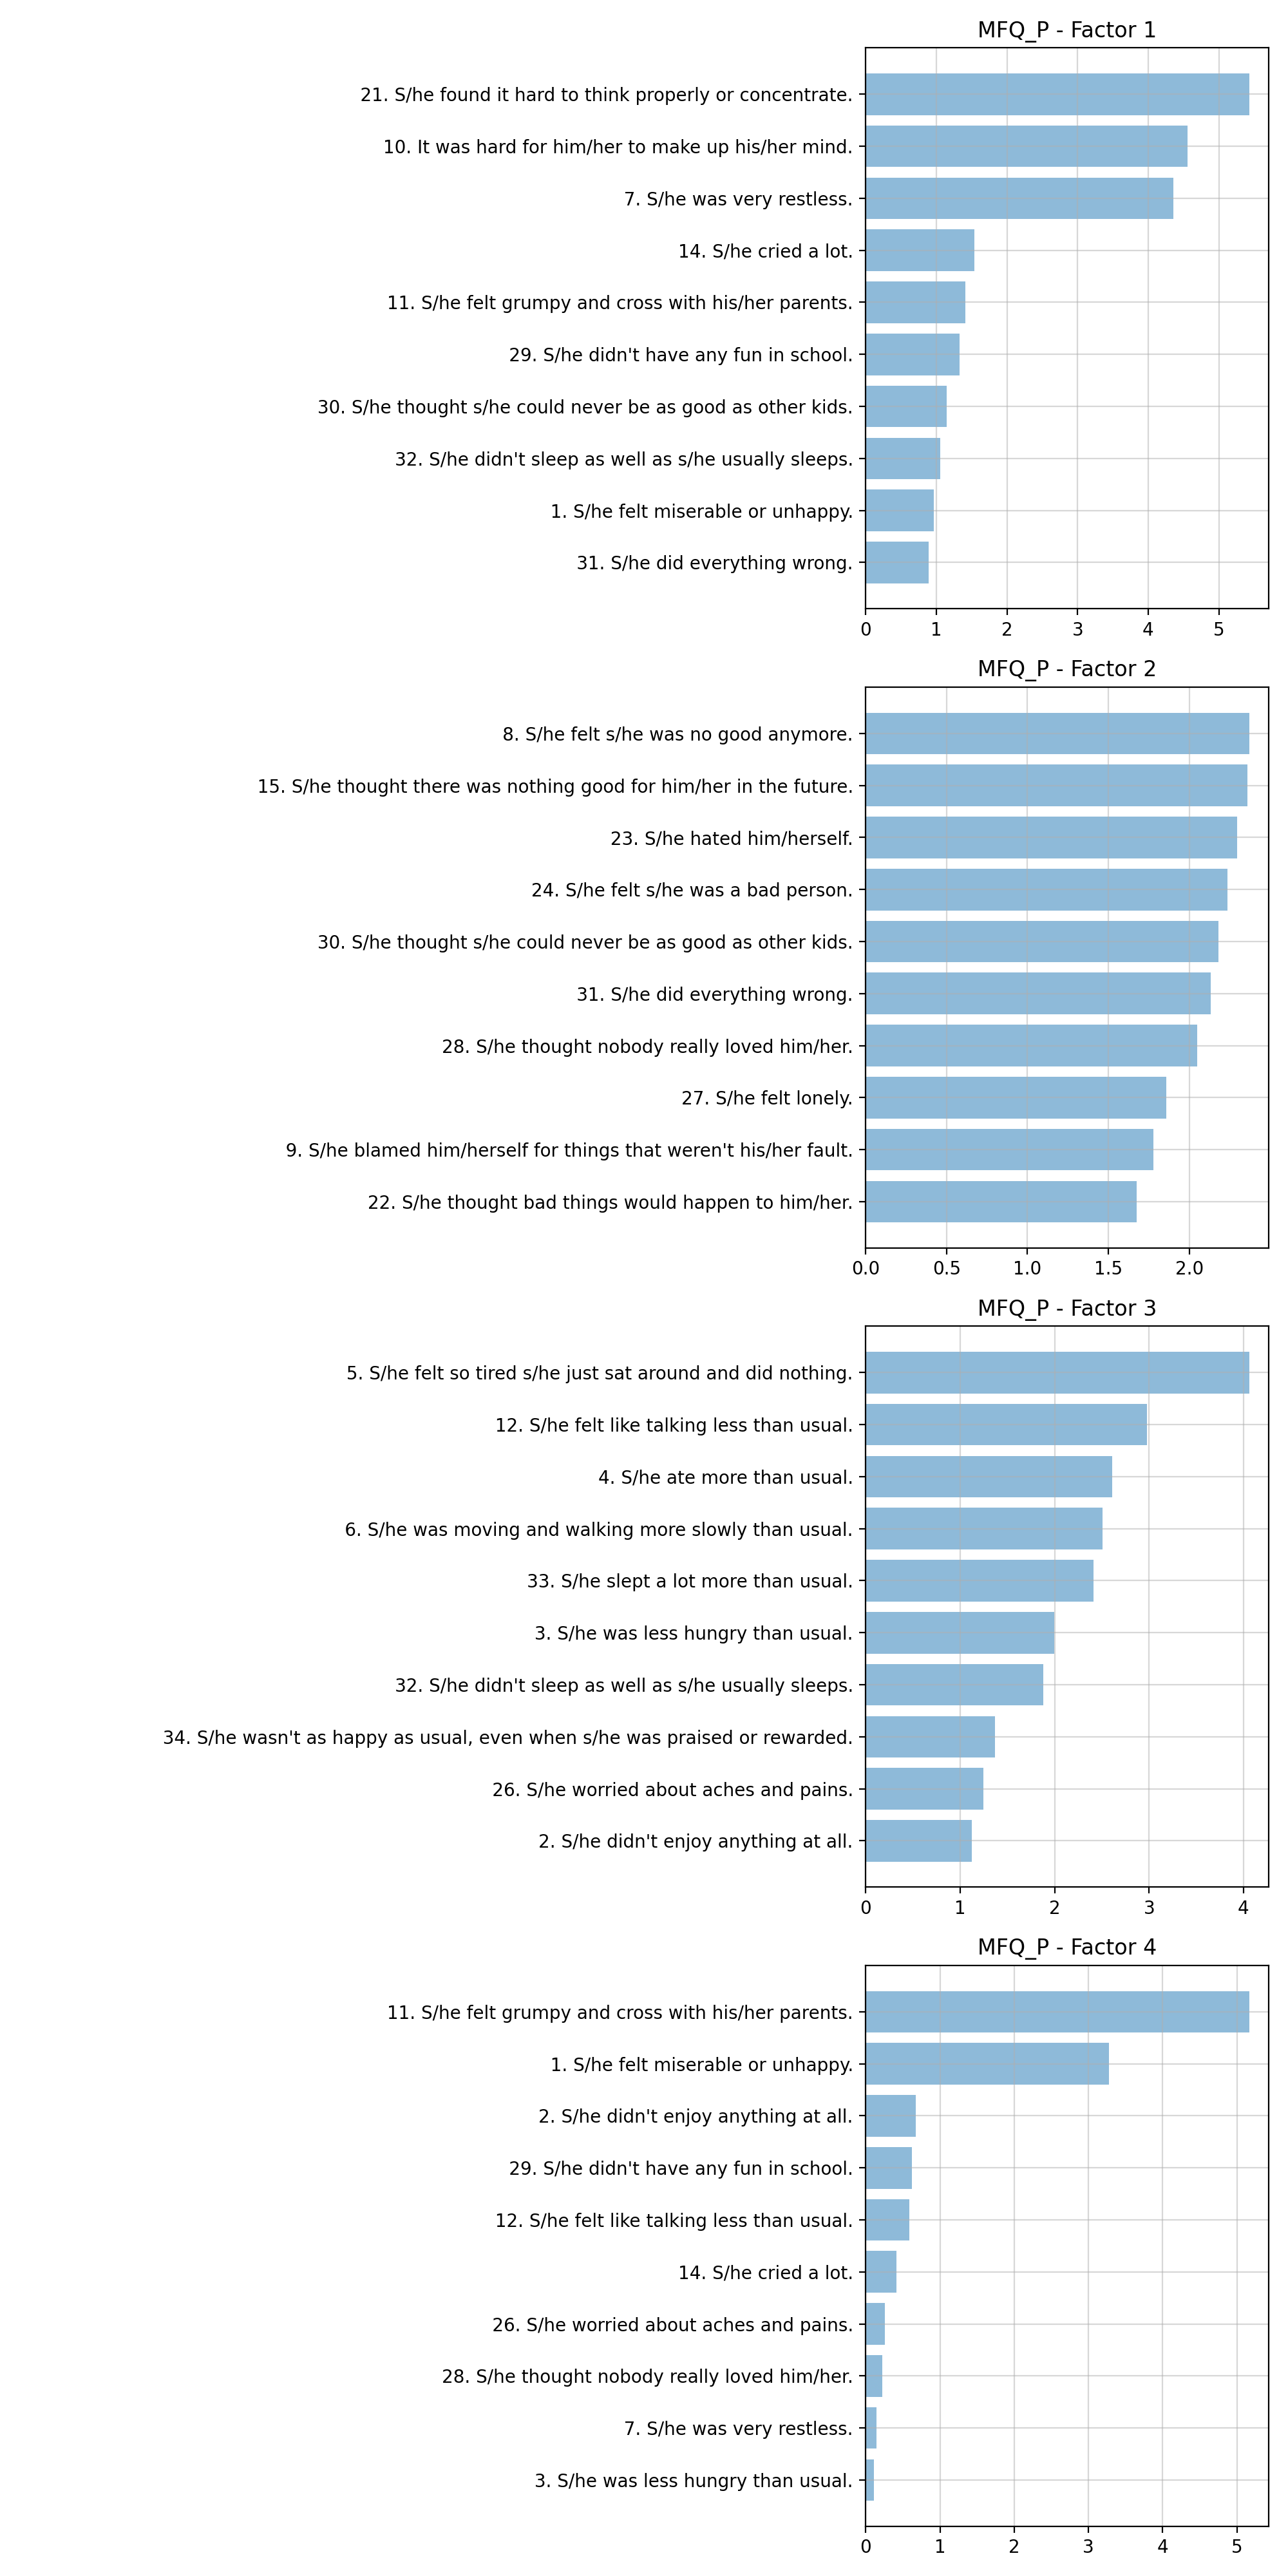 MFQ_P - Factor 1
21. S/he found it hard to think properly or concentrate.
10. It was hard for him/her to make up his/her mind.
7. S/he was very restless.
14. S/he cried a lot.
11. S/he felt grumpy and cross with his/her parents.
29. S/he didn't have any fun in school.
30. S/he thought s/he could never be as good as other kids.
32. S/he didn't sleep as well as s/he usually sleeps.
1. S/he felt miserable or unhappy.
31. S/he did everything wrong.
0 1 2 3 4 5
MFQ_P - Factor 2
8. S/he felt s/he was no good anymore.
15. S/he thought there was nothing good for him/her in the future.
23. S/he hated him/herself.
24. S/he felt s/he was a bad person.
30. S/he thought s/he could never be as good as other kids.
31. S/he did everything wrong.
28. S/he thought nobody really loved him/her.
27. S/he felt lonely.
9. S/he blamed him/herself for things that weren't his/her fault.
22. S/he thought bad things would happen to him/her.
0.0 0.5 1.0 1.5 2.0
MFQ_P - Factor 3
5. S/he felt so tired s/he just sat around and did nothing.
12. S/he felt like talking less than usual.
4. S/he ate more than usual.
6. S/he was moving and walking more slowly than usual.
33. S/he slept a lot more than usual.
3. S/he was less hungry than usual.
32. S/he didn't sleep as well as s/he usually sleeps.
34. S/he wasn't as happy as usual, even when s/he was praised or rewarded.
26. S/he worried about aches and pains.
2. S/he didn't enjoy anything at all.
0 1 2 3 4
MFQ_P - Factor 4
11. S/he felt grumpy and cross with his/her parents.
1. S/he felt miserable or unhappy.
2. S/he didn't enjoy anything at all.
29. S/he didn't have any fun in school.
12. S/he felt like talking less than usual.
14. S/he cried a lot.
26. S/he worried about aches and pains.
28. S/he thought nobody really loved him/her.
7. S/he was very restless.
3. S/he was less hungry than usual.
0 1 2 3 4 5